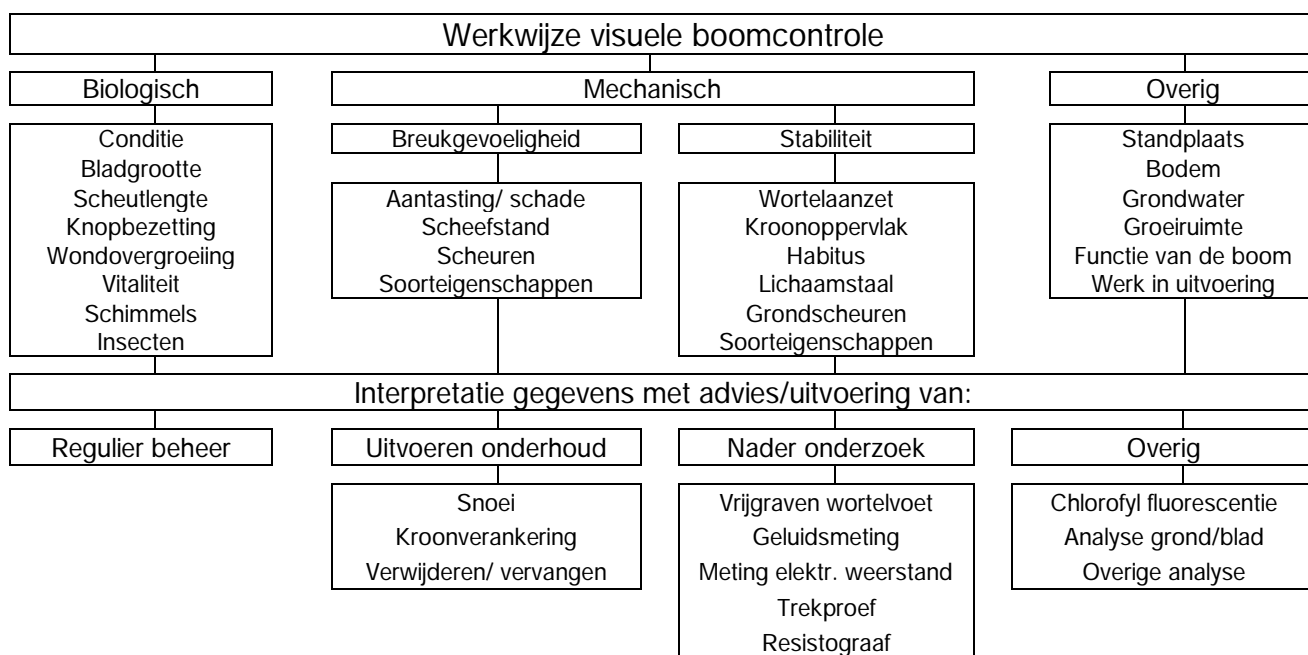 Werkwijze visuele boomcontrole
Biologisch
Mechanisch
Overig
Conditie
Bladgrootte
Scheutlengte
Knopbezetting
Wondovergroeiing
Vitaliteit
Schimmels
Insecten
Breukgevoeligheid
Aantasting/ schade
Scheefstand
Scheuren
Soorteigenschappen
Stabiliteit
Wortelaanzet
Kroonoppervlak
Habitus
Lichaamstaal
Grondscheuren
Soorteigenschappen
Standplaats
Bodem
Grondwater
Groeiruimte
Functie van de boom
Werk in uitvoering
Interpretatie gegevens met advies/uitvoering van:
Regulier beheer
Uitvoeren onderhoud
Snoei
Kroonverankering
Verwijderen/ vervangen
Nader onderzoek
Vrijgraven wortelvoet
Geluidsmeting
Meting elektr. weerstand
Trekproef
Resistograaf
Overig
Chlorofyl fluorescentie
Analyse grond/blad
Overige analyse